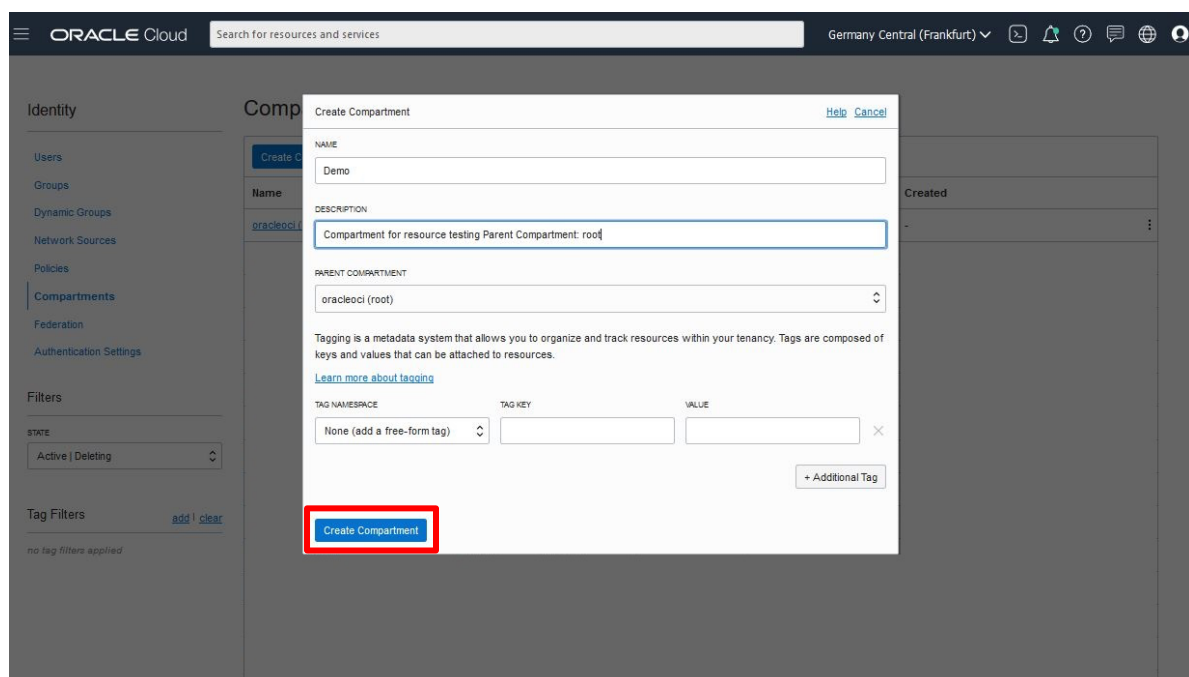 ORACLE Cloud
Search for resources and services
Germany Central (Frankfurt)
Identity
Users
Groups
Dynamic Groups
Network Sources
Policies
Compartments
Federation
Authentication Settings
Filters
STATE
Active | Deleting
Tag Filters
add | clear
no tag filters applied
Comp
Create C
Name
Created
oracleoci (
-
Create Compartment
Help Cancel
NAME
Demo
DESCRIPTION
Compartment for resource testing Parent Compartment: root
PARENT COMPARTMENT
oracleoci (root)
Tagging is a metadata system that allows you to organize and track resources within your tenancy. Tags are composed of
keys and values that can be attached to resources.
Learn more about tagging
TAG NAMESPACE
TAG KEY
VALUE
None (add a free-form tag)
+ Additional Tag
Create Compartment